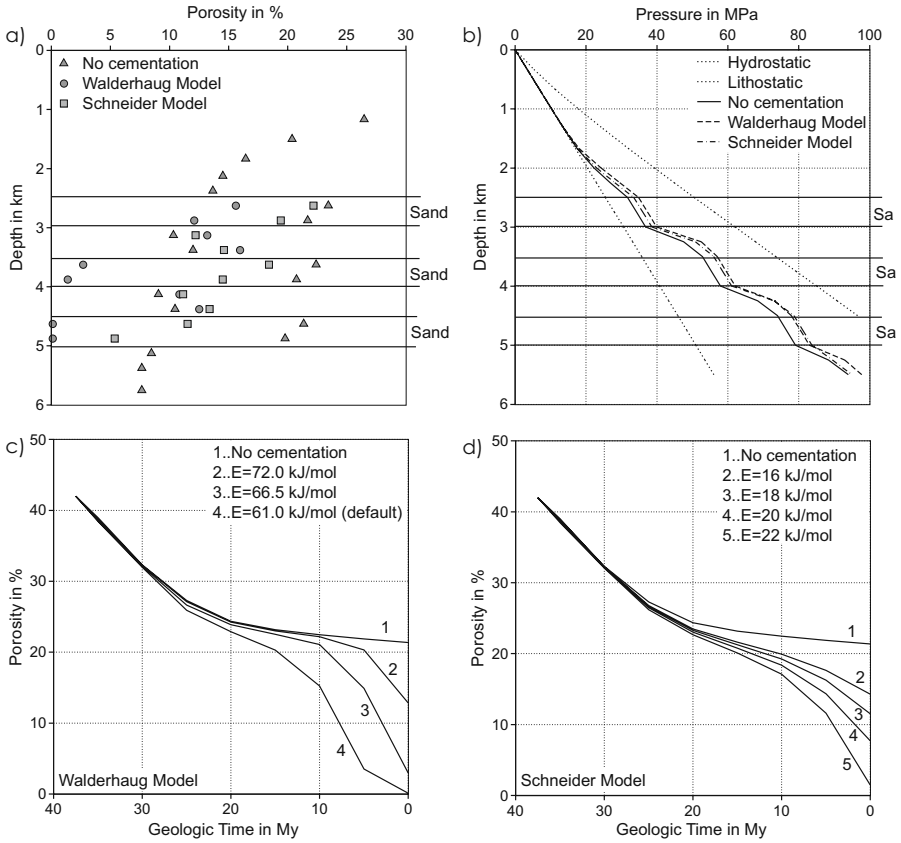 a)
Porosity in %
0 5 10 15 20 25 30
No cementation
Walderhaug Model
Schneider Model
Depth in km
0
1
2
3
4
5
6
Sand
Sand
Sand
b)
Pressure in MPa
0 20 40 60 80 100
Hydrostatic
Lithostatic
No cementation
Walderhaug Model
Schneider Model
Depth in km
0
1
2
3
4
5
6
Sa
Sa
Sa
c)
50
40
30
20
10
0
Porosity in %
1..No cementation
2..E=72.0 kJ/mol
3..E=66.5 kJ/mol
4..E=61.0 kJ/mol (default)
1
2
3
4
Walderhaug Model
40 30 20 10 0
Geologic Time in My
d)
50
40
30
20
10
0
Porosity in %
1..No cementation
2..E=16 kJ/mol
3..E=18 kJ/mol
4..E=20 kJ/mol
5..E=22 kJ/mol
1
2
3
4
5
Schneider Model
40 30 20 10 0
Geologic Time in My